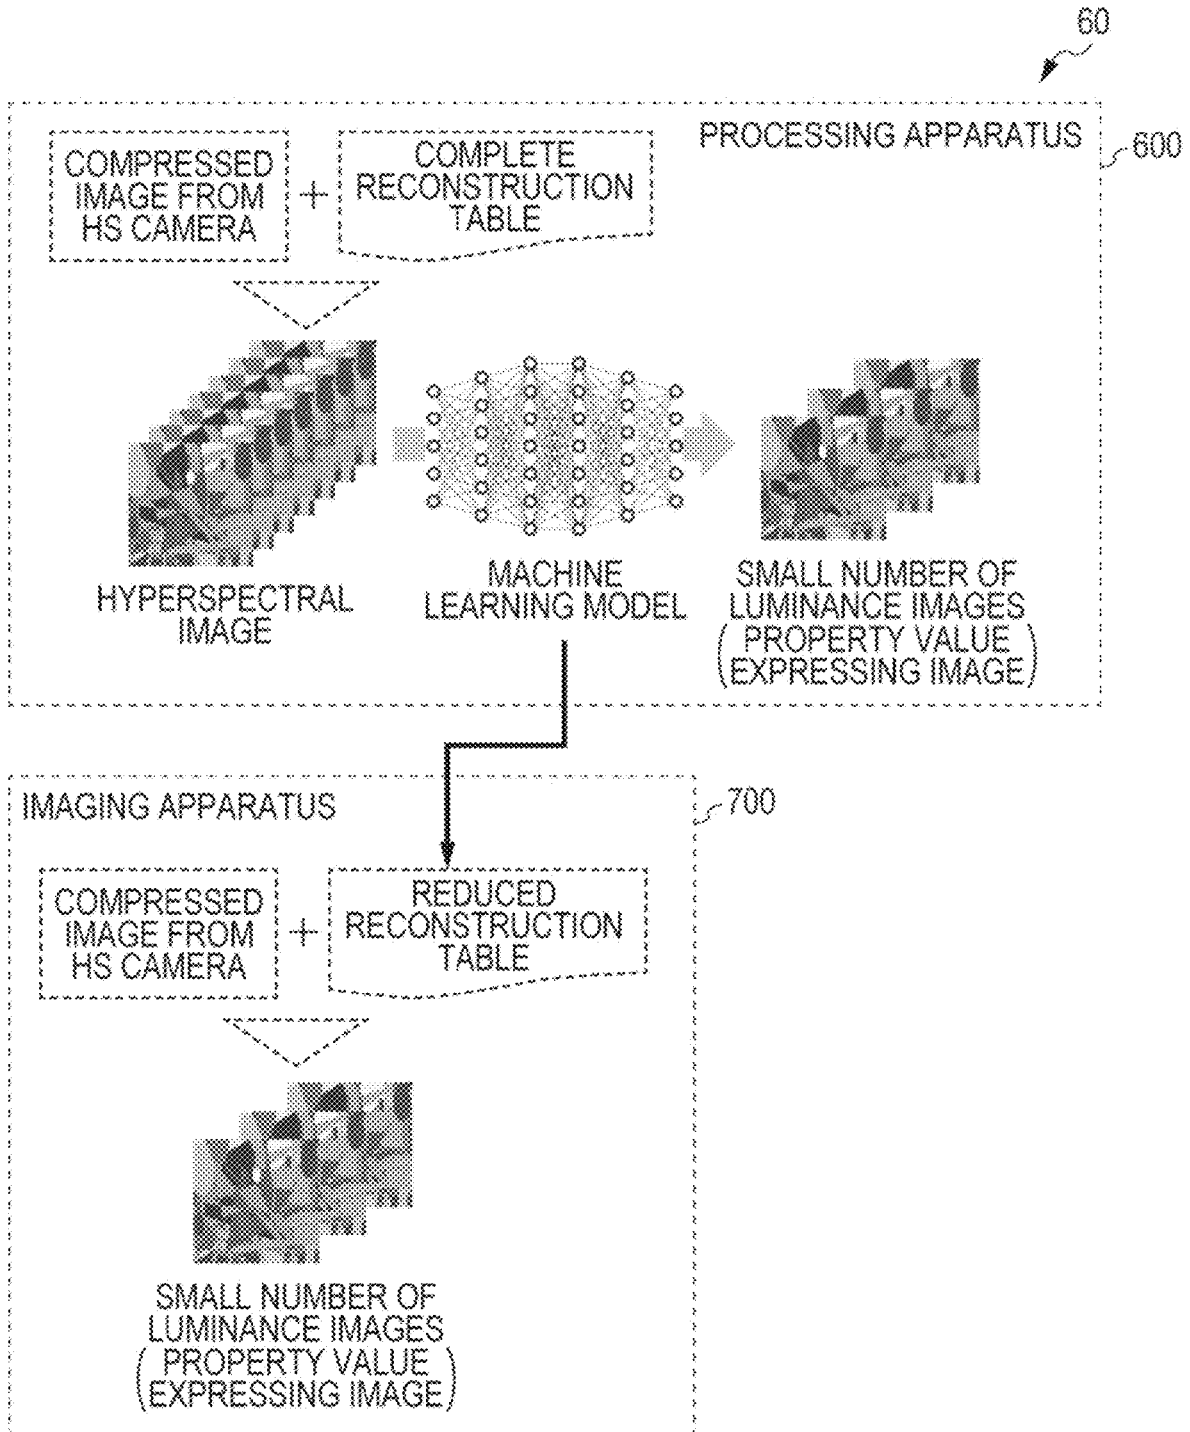 60
PROCESSING APPARATUS
600
COMPRESSED
IMAGE FROM
HS CAMERA
+
COMPLETE
RECONSTRUCTION
TABLE
HYPERSPECTRAL
IMAGE
MACHINE
LEARNING MODEL
SMALL NUMBER OF
LUMINANCE IMAGES
(PROPERTY VALUE
EXPRESSING IMAGE)
IMAGING APPARATUS
700
COMPRESSED
IMAGE FROM
HS CAMERA
+
REDUCED
RECONSTRUCTION
TABLE
SMALL NUMBER OF
LUMINANCE IMAGES
(PROPERTY VALUE
EXPRESSING IMAGE)